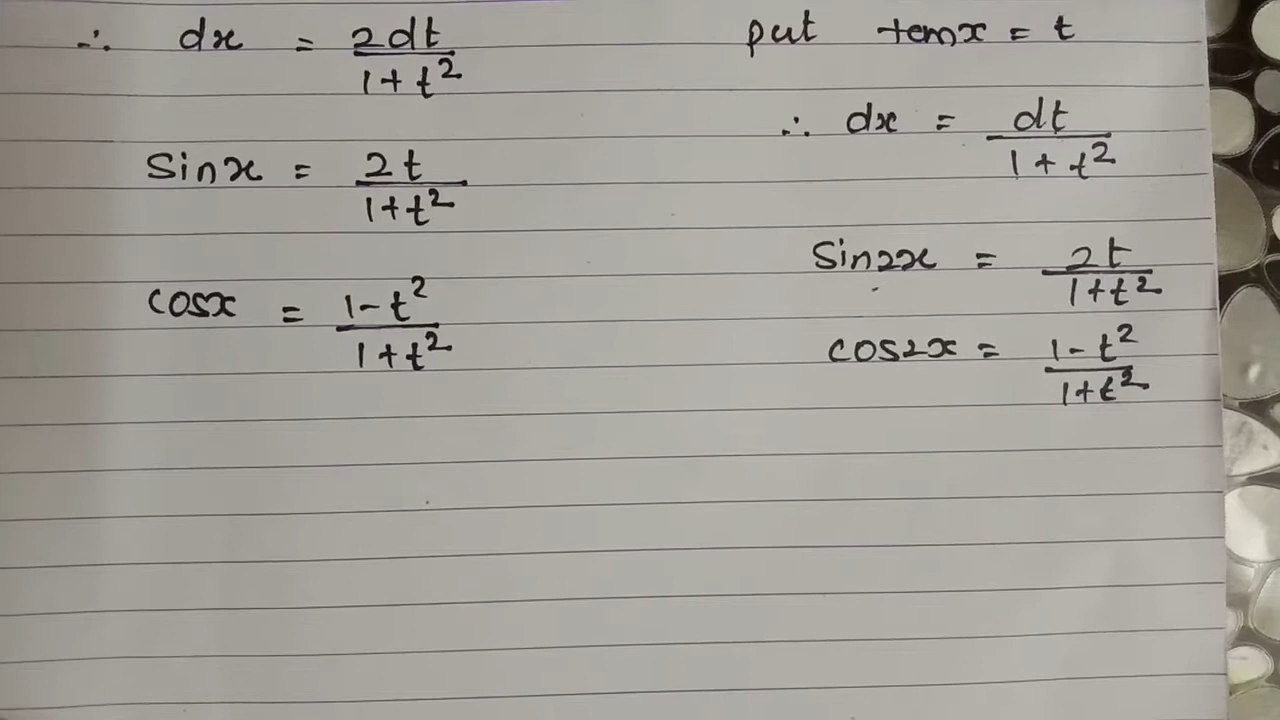 ∴ dx = 2dt / 1+t²
sinx = 2t / 1+t²
cosx = 1-t² / 1+t²
put tanx = t
∴ dx = dt / 1+t²
sin2x = 2t / 1+t²
cos2x = 1-t² / 1+t²